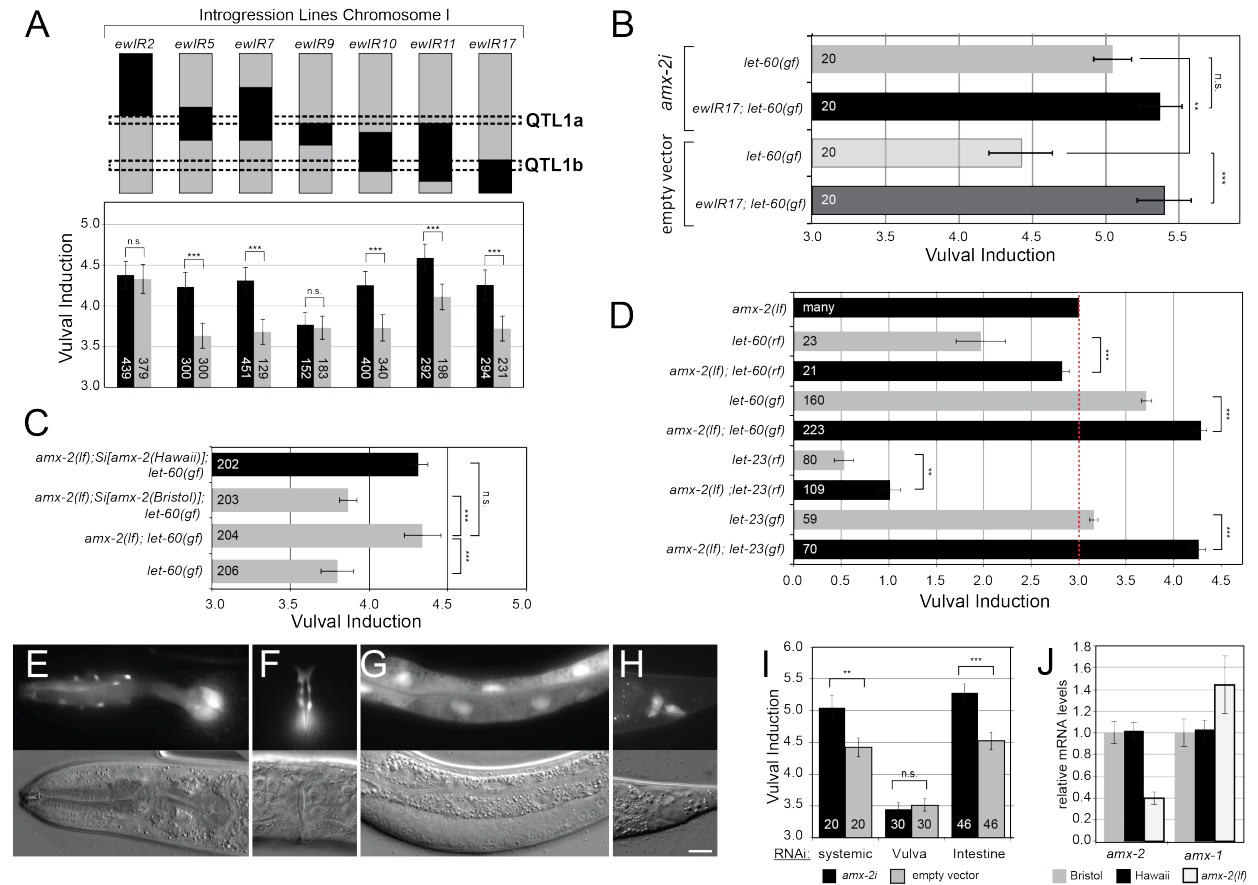 A
Introgression Lines Chromosome I
ewIR2 ewIR5 ewIR7 ewIR9 ewIR10 ewIR11 ewIR17
QTL1a
QTL1b
Vulval Induction
5.0
4.5
4.0
3.5
3.0
n.s. *** *** n.s. *** *** ***
439 379 300 300 451 129 152 183 400 340 292 198 294 231
B
amx-2i
empty vector
let-60(gf) 20
ewIR17; let-60(gf) 20
let-60(gf) 20
ewIR17; let-60(gf) 20
n.s.
**
***
3.0 3.5 4.0 4.5 5.0 5.5
Vulval Induction
C
amx-2(lf);Si[amx-2(Hawaii)];
let-60(gf) 202
amx-2(lf);Si[amx-2(Bristol)];
let-60(gf) 203
amx-2(lf); let-60(gf) 204
let-60(gf) 206
n.s.
***
***
3.0 3.5 4.0 4.5 5.0
Vulval Induction
D
amx-2(lf) many
let-60(rf) 23
amx-2(lf); let-60(rf) 21
let-60(gf) 160
amx-2(lf); let-60(gf) 223
let-23(rf) 80
amx-2(lf) ;let-23(rf) 109
let-23(gf) 59
amx-2(lf); let-23(gf) 70
***
***
**
***
0.0 0.5 1.0 1.5 2.0 2.5 3.0 3.5 4.0 4.5
Vulval Induction
E
F
G
H
I
Vulval Induction
6.0
5.5
5.0
4.5
4.0
3.5
3.0
** n.s. ***
20 20 30 30 46 46
RNAi: systemic Vulva Intestine
amx-2i empty vector
J
relative mRNA levels
1.8
1.6
1.4
1.2
1.0
0.8
0.6
0.4
0.2
0.0
amx-2 amx-1
Bristol Hawaii amx-2(lf)